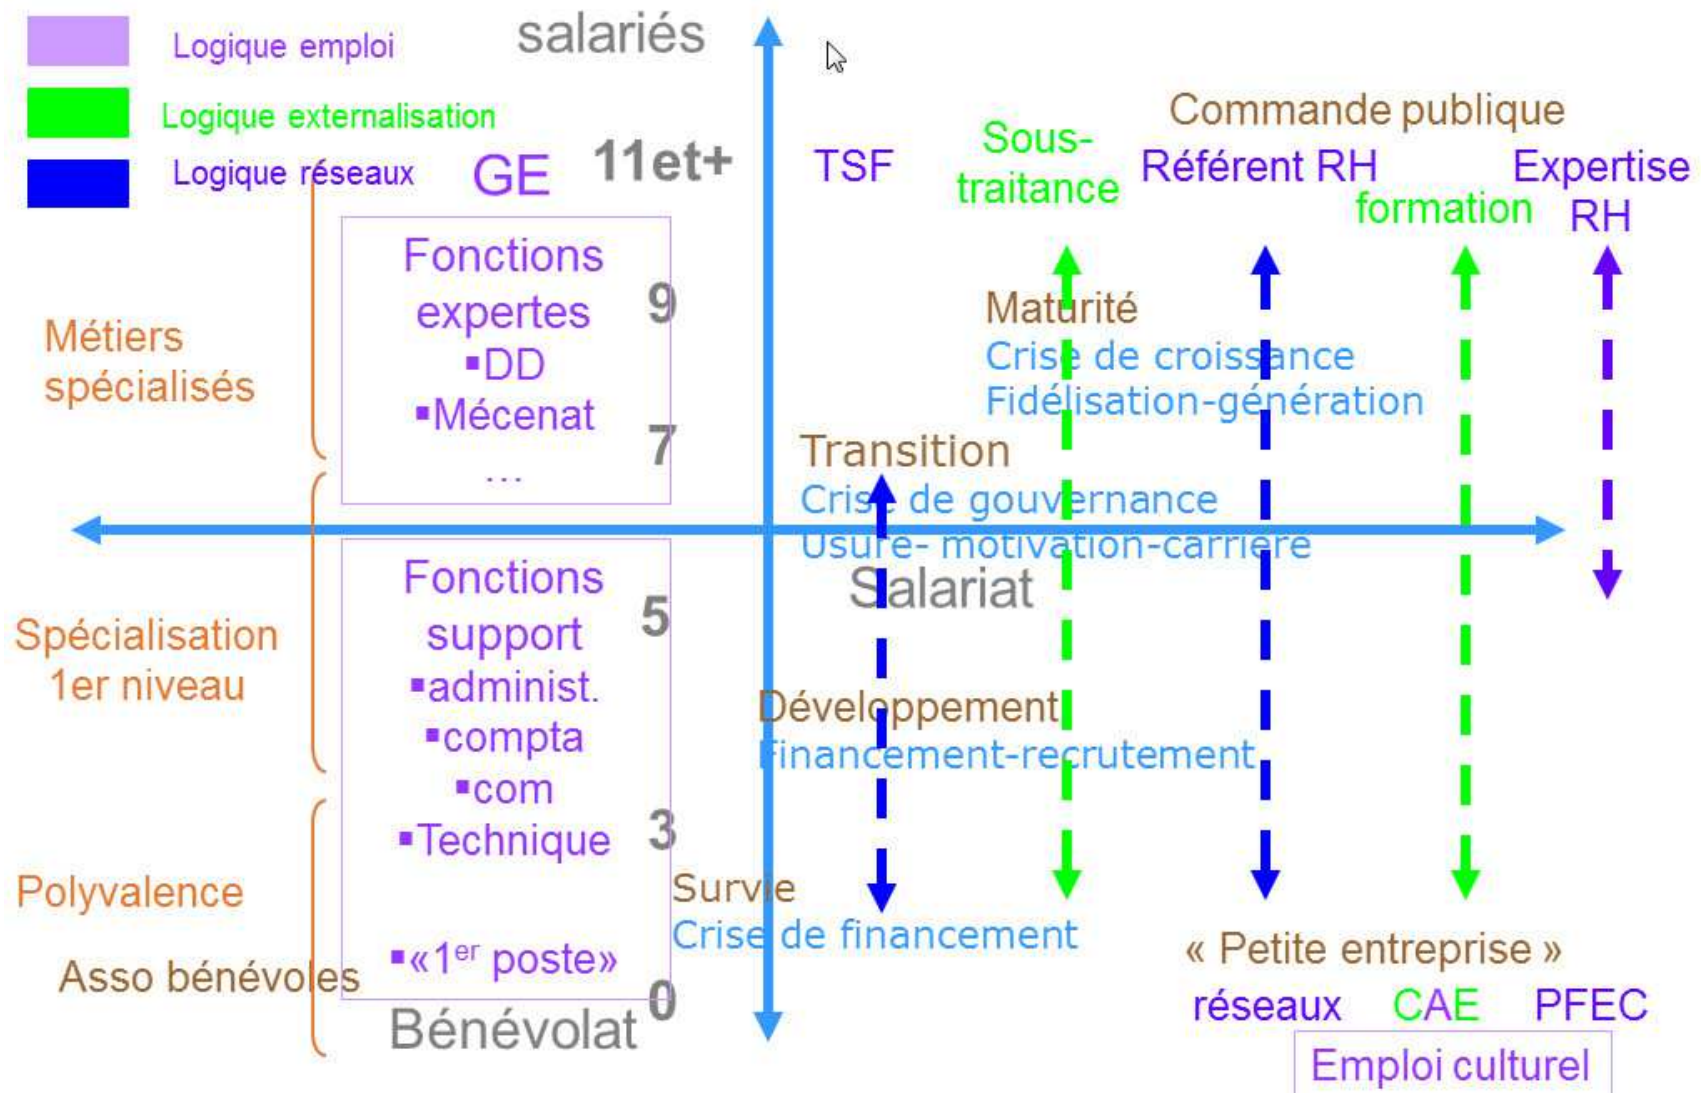 Logique emploi
Logique externalisation
Logique réseaux
salariés
GE
11et+
TSF
Sous-
traitance
Commande publique
Référent RH
formation
Expertise
RH
Métiers
spécialisés
Fonctions
expertes
▪DD
▪Mécenat
...
9
7
Maturité
Crise de croissance
Fidélisation-génération
Transition
Crise de gouvernance
Usure- motivation-carrière
Salariat
Spécialisation
1er niveau
Fonctions
support
▪administ.
▪compta
▪com
▪Technique
▪«1er poste»
5
3
0
Développement
Financement-recrutement
Polyvalence
Asso bénévoles
Bénévolat
Survie
Crise de financement
« Petite entreprise »
réseaux CAE PFEC
Emploi culturel